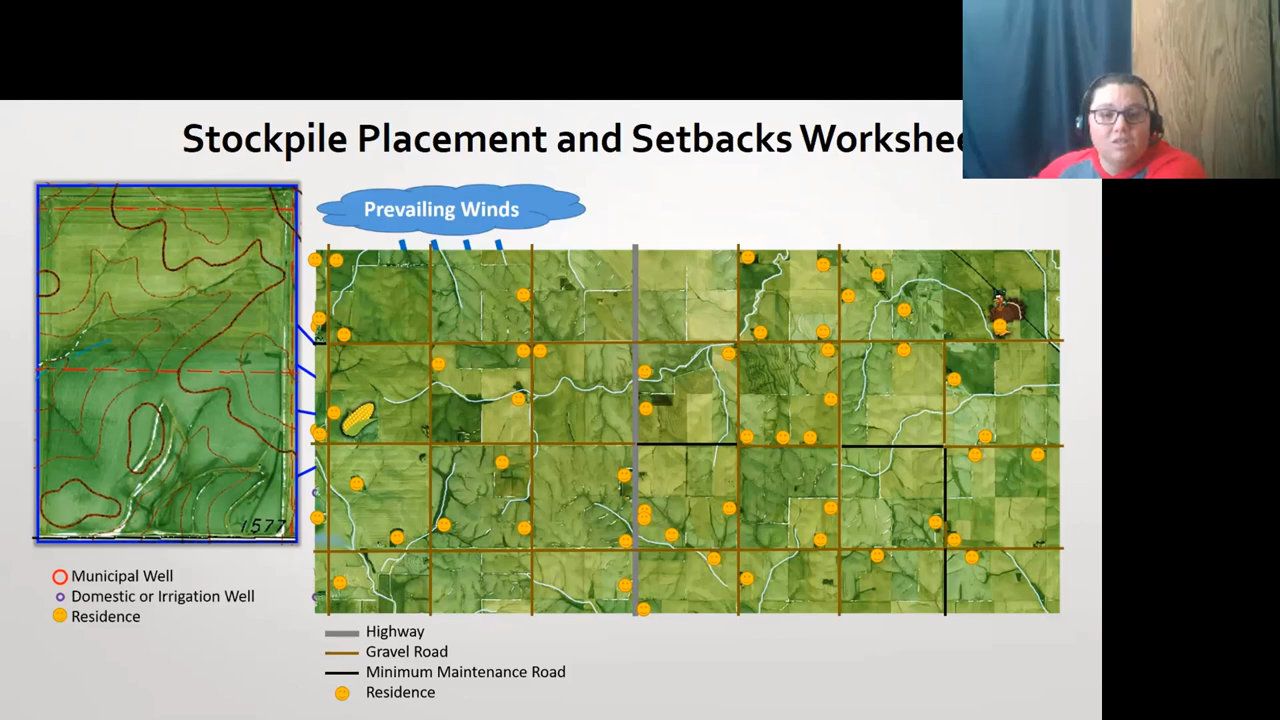 Stockpile Placement and Setbacks Workshee
Prevailing Winds
1577
Municipal Well
Domestic or Irrigation Well
Residence
Highway
Gravel Road
Minimum Maintenance Road
Residence